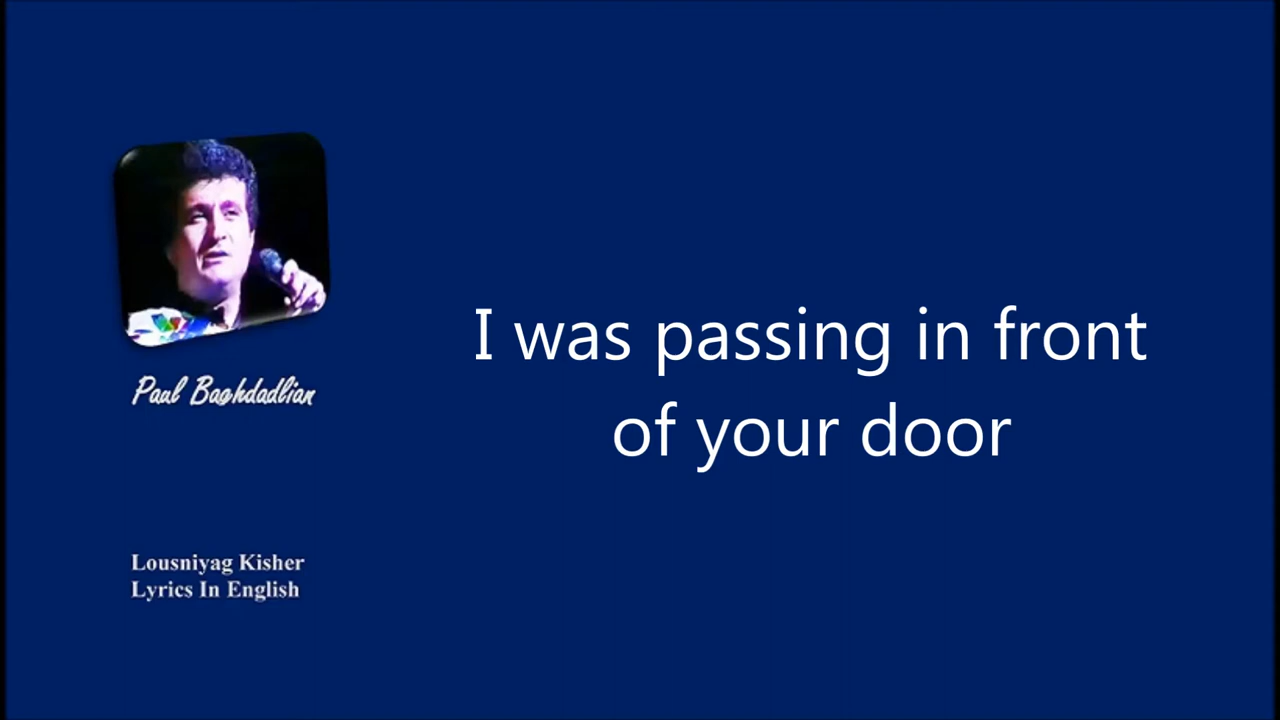 I was passing in front
of your door
Paul Baghdadlian
Lousniyag Kisher
Lyrics In English